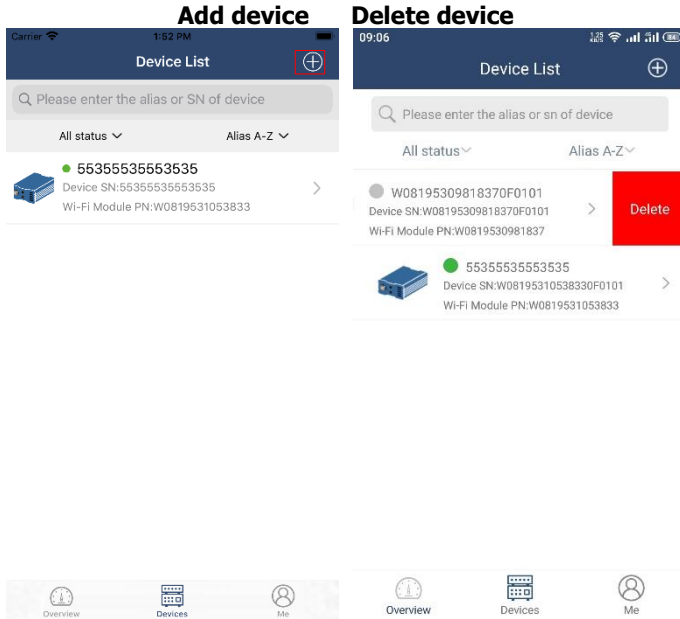 Add device
Delete device
Carrier
1:52 PM
Device List
Please enter the alias or SN of device
All status
Alias A-Z
55355535553535
Device SN:55355535553535
Wi-Fi Module PN:W0819531053833
Overview
Devices
Me
09:06
Device List
Please enter the alias or sn of device
All status
Alias A-Z
W08195309818370F0101
Device SN:W08195309818370F0101
Wi-Fi Module PN:W0819530981837
Delete
55355535553535
Device SN:W08195310538330F0101
Wi-Fi Module PN:W0819531053833
Overview
Devices
Me